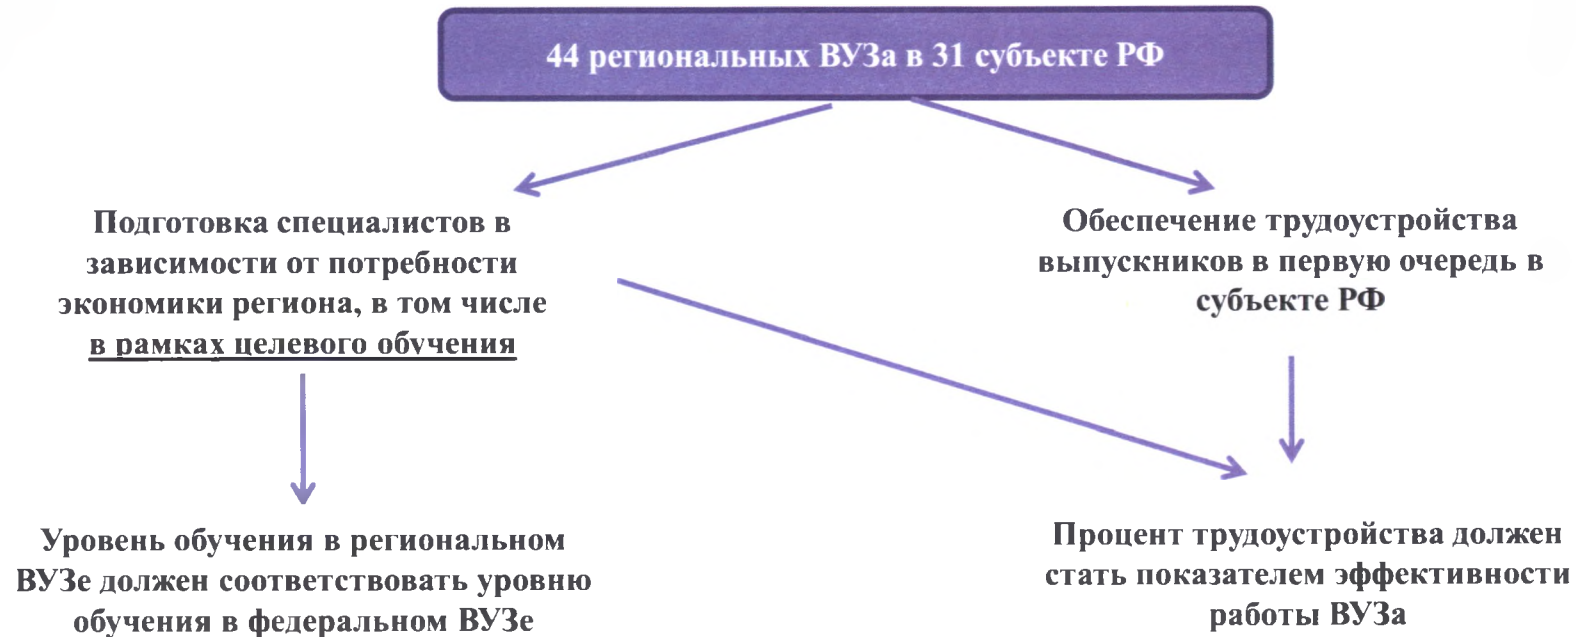 44 региональных ВУЗа в 31 субъекте РФ
Подготовка специалистов в
зависимости от потребности
экономики региона, в том числе
в рамках целевого обучения
Обеспечение трудоустройства
выпускников в первую очередь в
субъекте РФ
Уровень обучения в региональном
ВУЗе должен соответствовать уровню
обучения в федеральном ВУЗе
Процент трудоустройства должен
стать показателем эффективности
работы ВУЗа